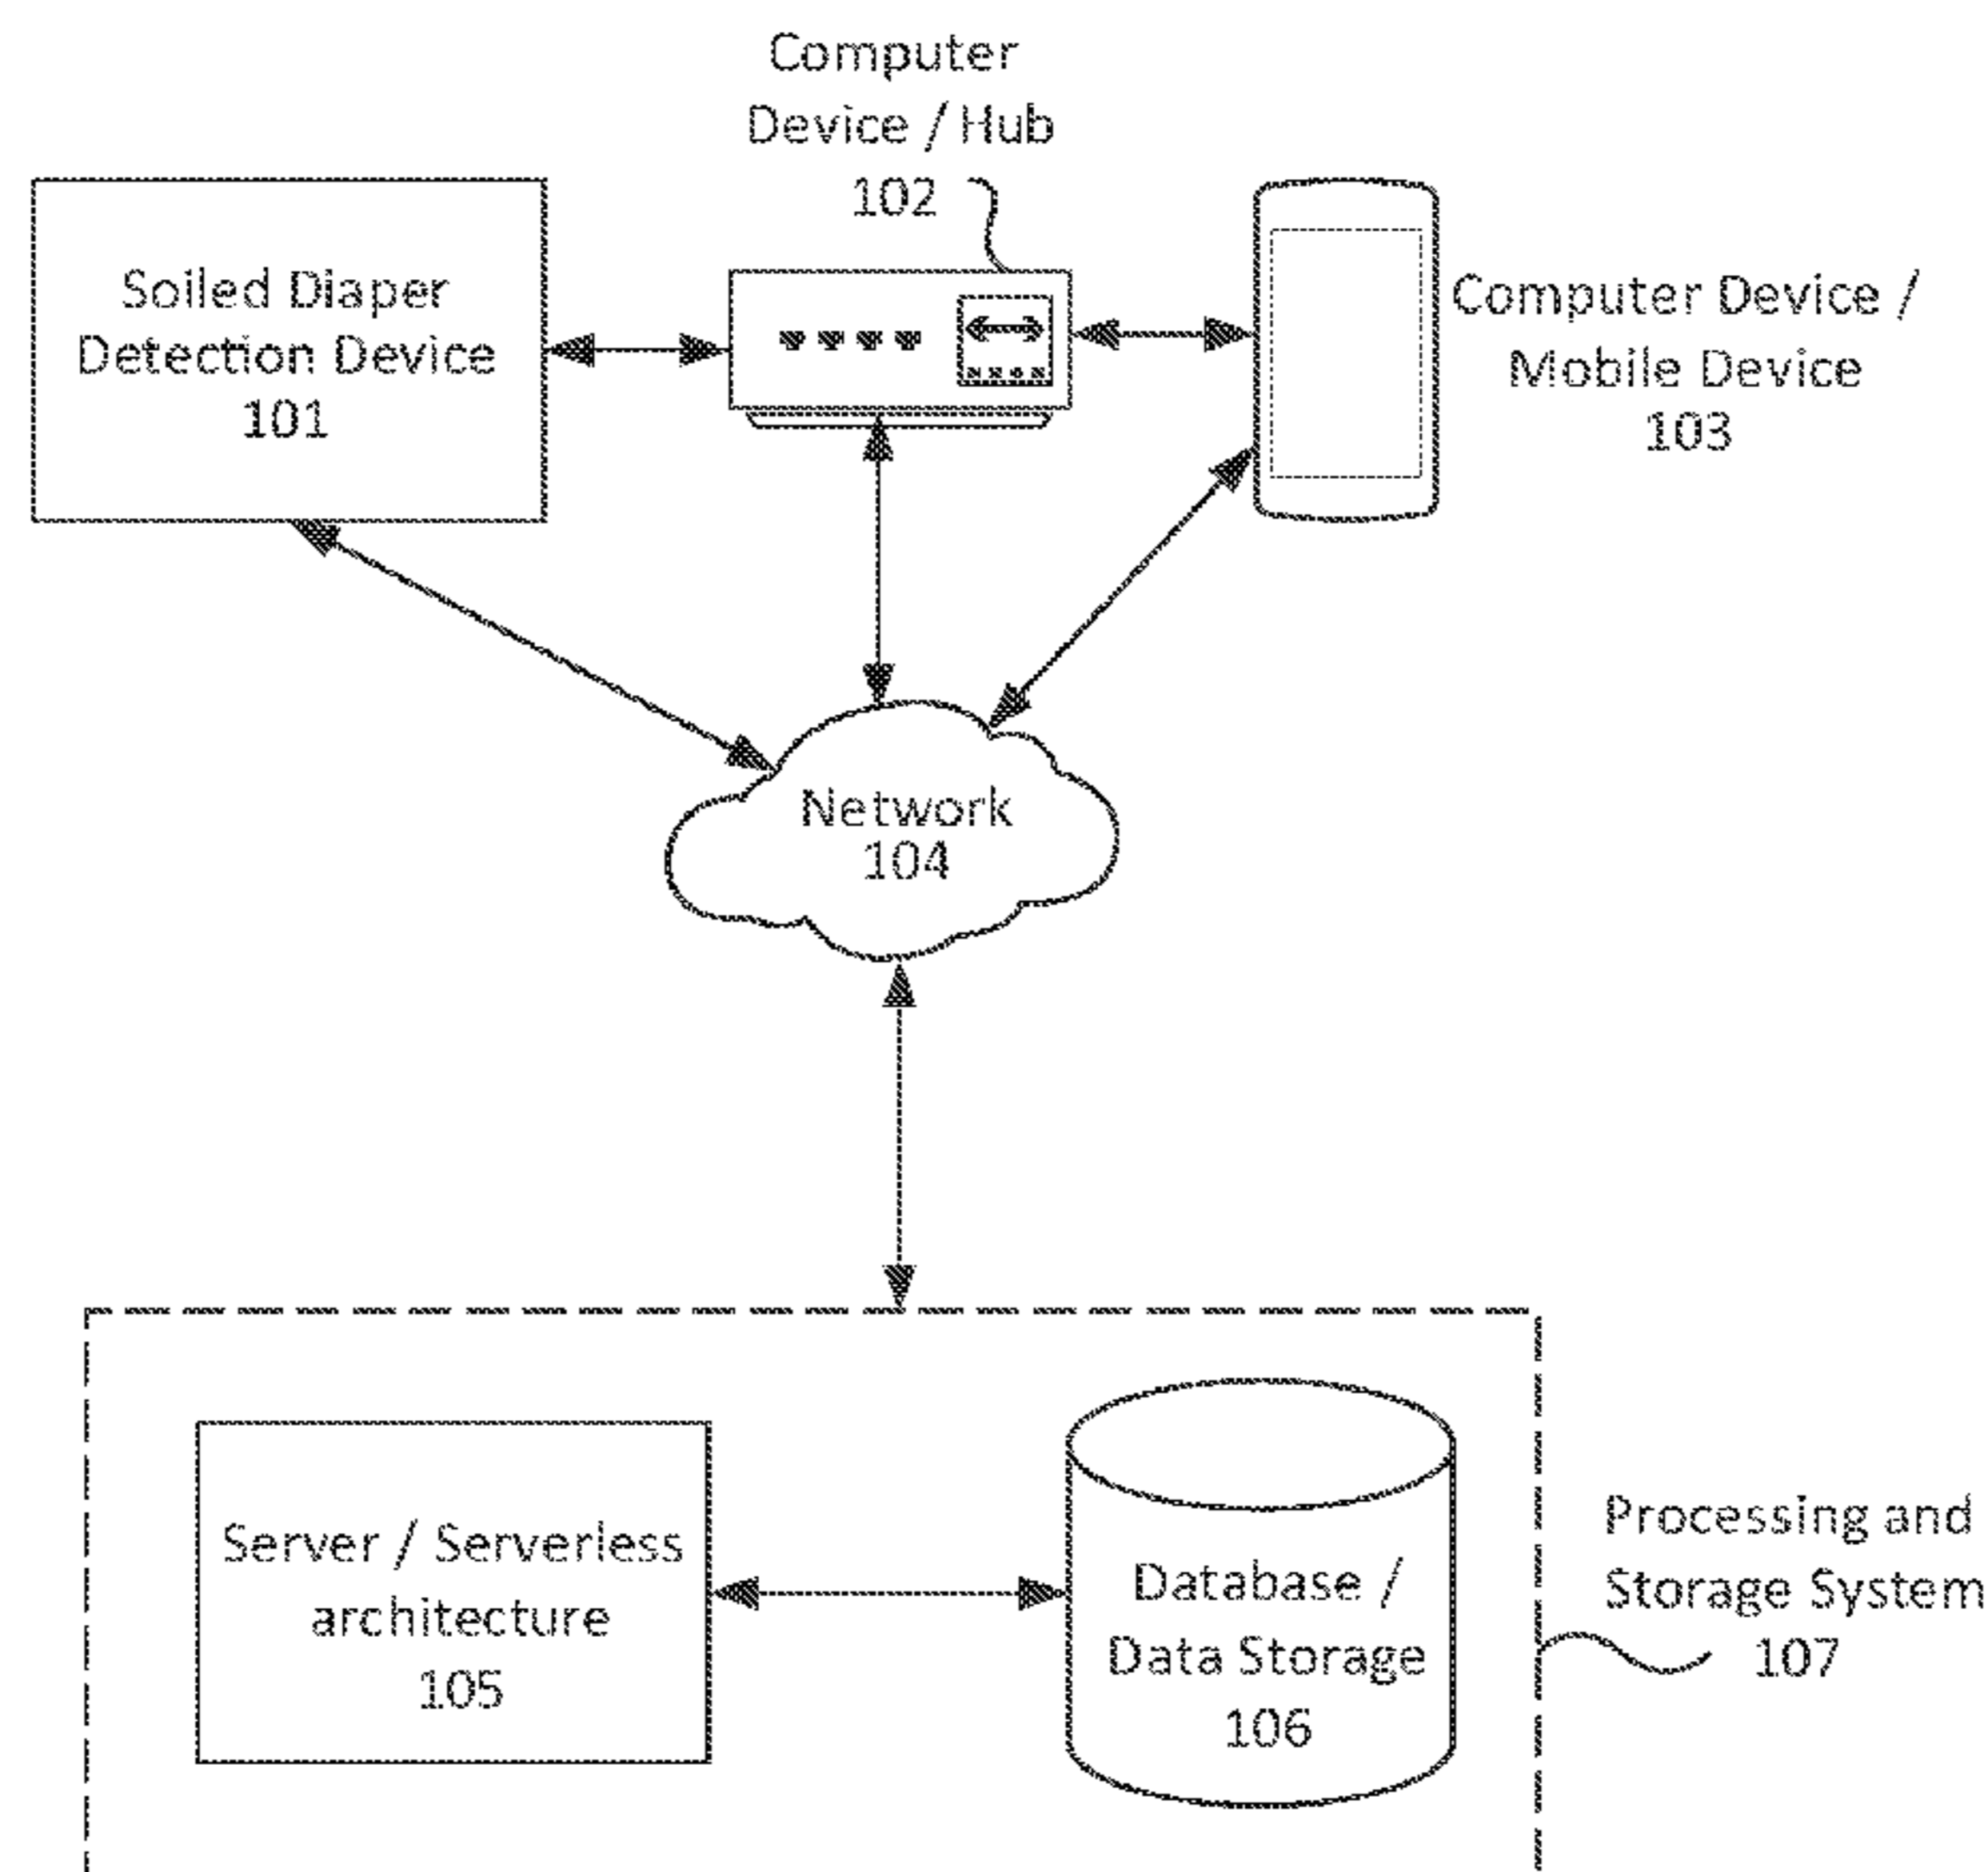 Computer
Device / Hub
102
Soiled Diaper
Detection Device
101
Computer Device /
Mobile Device
103
Network
104
Server / Serverless
architecture
105
Database /
Data Storage
106
Processing and
Storage System
107